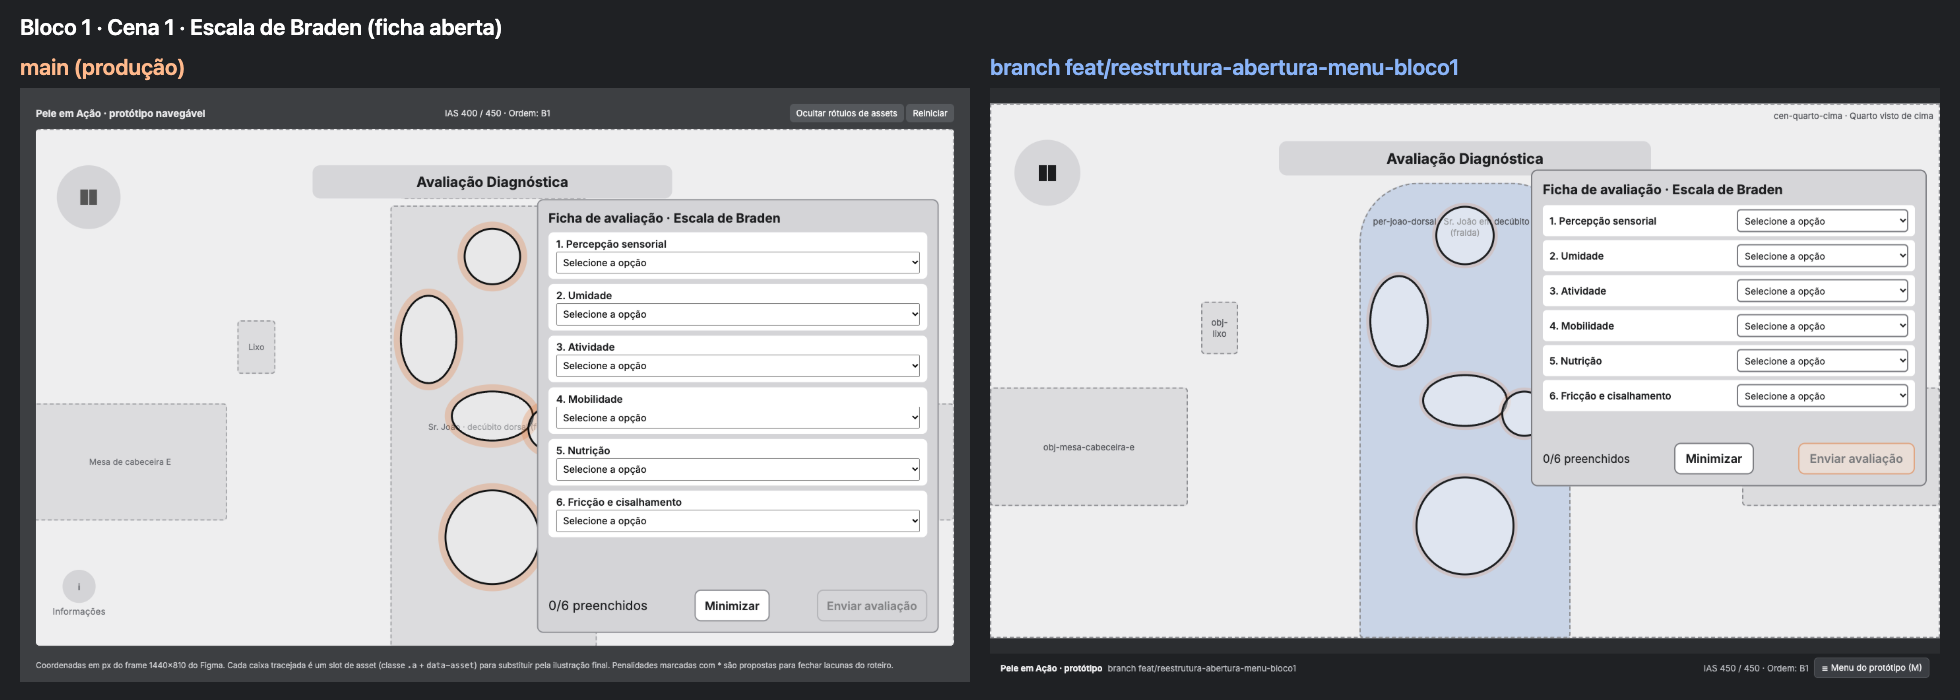 Bloco 1 · Cena 1 · Escala de Braden (ficha aberta)
main (produção)
Pele em Ação · protótipo navegável
IAS 400 / 450 · Ordem: B1
Ocultar rótulos de assets
Reiniciar
Avaliação Diagnóstica
Ficha de avaliação · Escala de Braden
1. Percepção sensorial
Selecione a opção
2. Umidade
Selecione a opção
3. Atividade
Selecione a opção
4. Mobilidade
Selecione a opção
5. Nutrição
Selecione a opção
6. Fricção e cisalhamento
Selecione a opção
0/6 preenchidos
Minimizar
Enviar avaliação
Lixo
Sr. João · decúbito dorsal
Mesa de cabeceira E
i
Informações
Coordenadas em px do frame 1440×810 do Figma. Cada caixa tracejada é um slot de asset (classe .a + data-asset) para substituir pela ilustração final. Penalidades marcadas com * são propostas para fechar lacunas do roteiro.
branch feat/reestrutura-abertura-menu-bloco1
cen-quarto-cima · Quarto visto de cima
Avaliação Diagnóstica
Ficha de avaliação · Escala de Braden
1. Percepção sensorial
Selecione a opção
2. Umidade
Selecione a opção
3. Atividade
Selecione a opção
4. Mobilidade
Selecione a opção
5. Nutrição
Selecione a opção
6. Fricção e cisalhamento
Selecione a opção
0/6 preenchidos
Minimizar
Enviar avaliação
per-joao-dorsal · Sr. João em decúbito
(fralda)
obj-
lixo
obj-mesa-cabeceira-e
Pele em Ação · protótipo branch feat/reestrutura-abertura-menu-bloco1
IAS 450 / 450 · Ordem: B1
≡ Menu do protótipo (M)